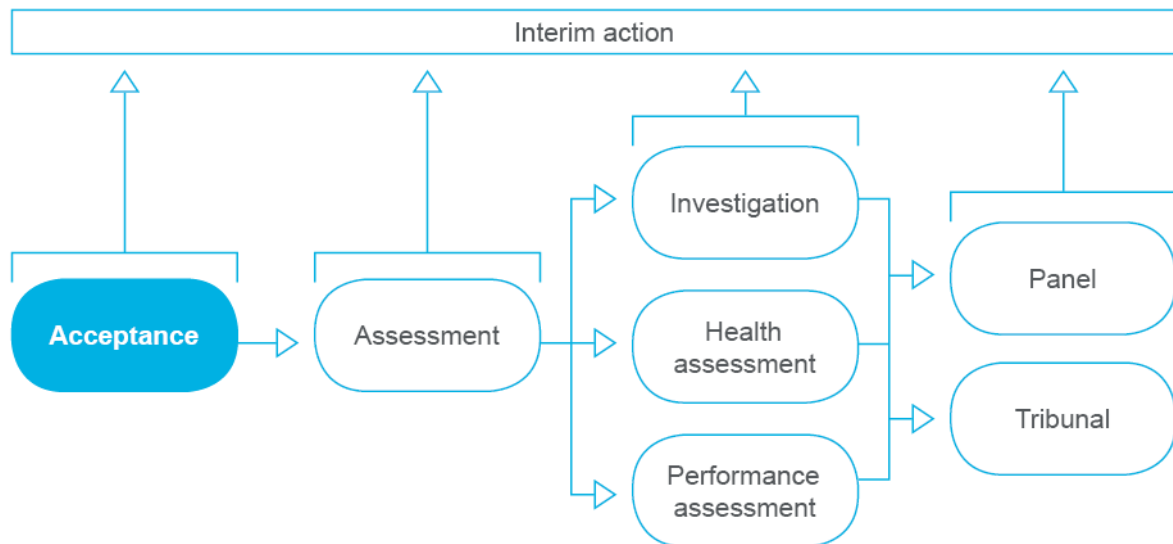 Interim action
Acceptance
Assessment
Investigation
Health
assessment
Performance
assessment
Panel
Tribunal